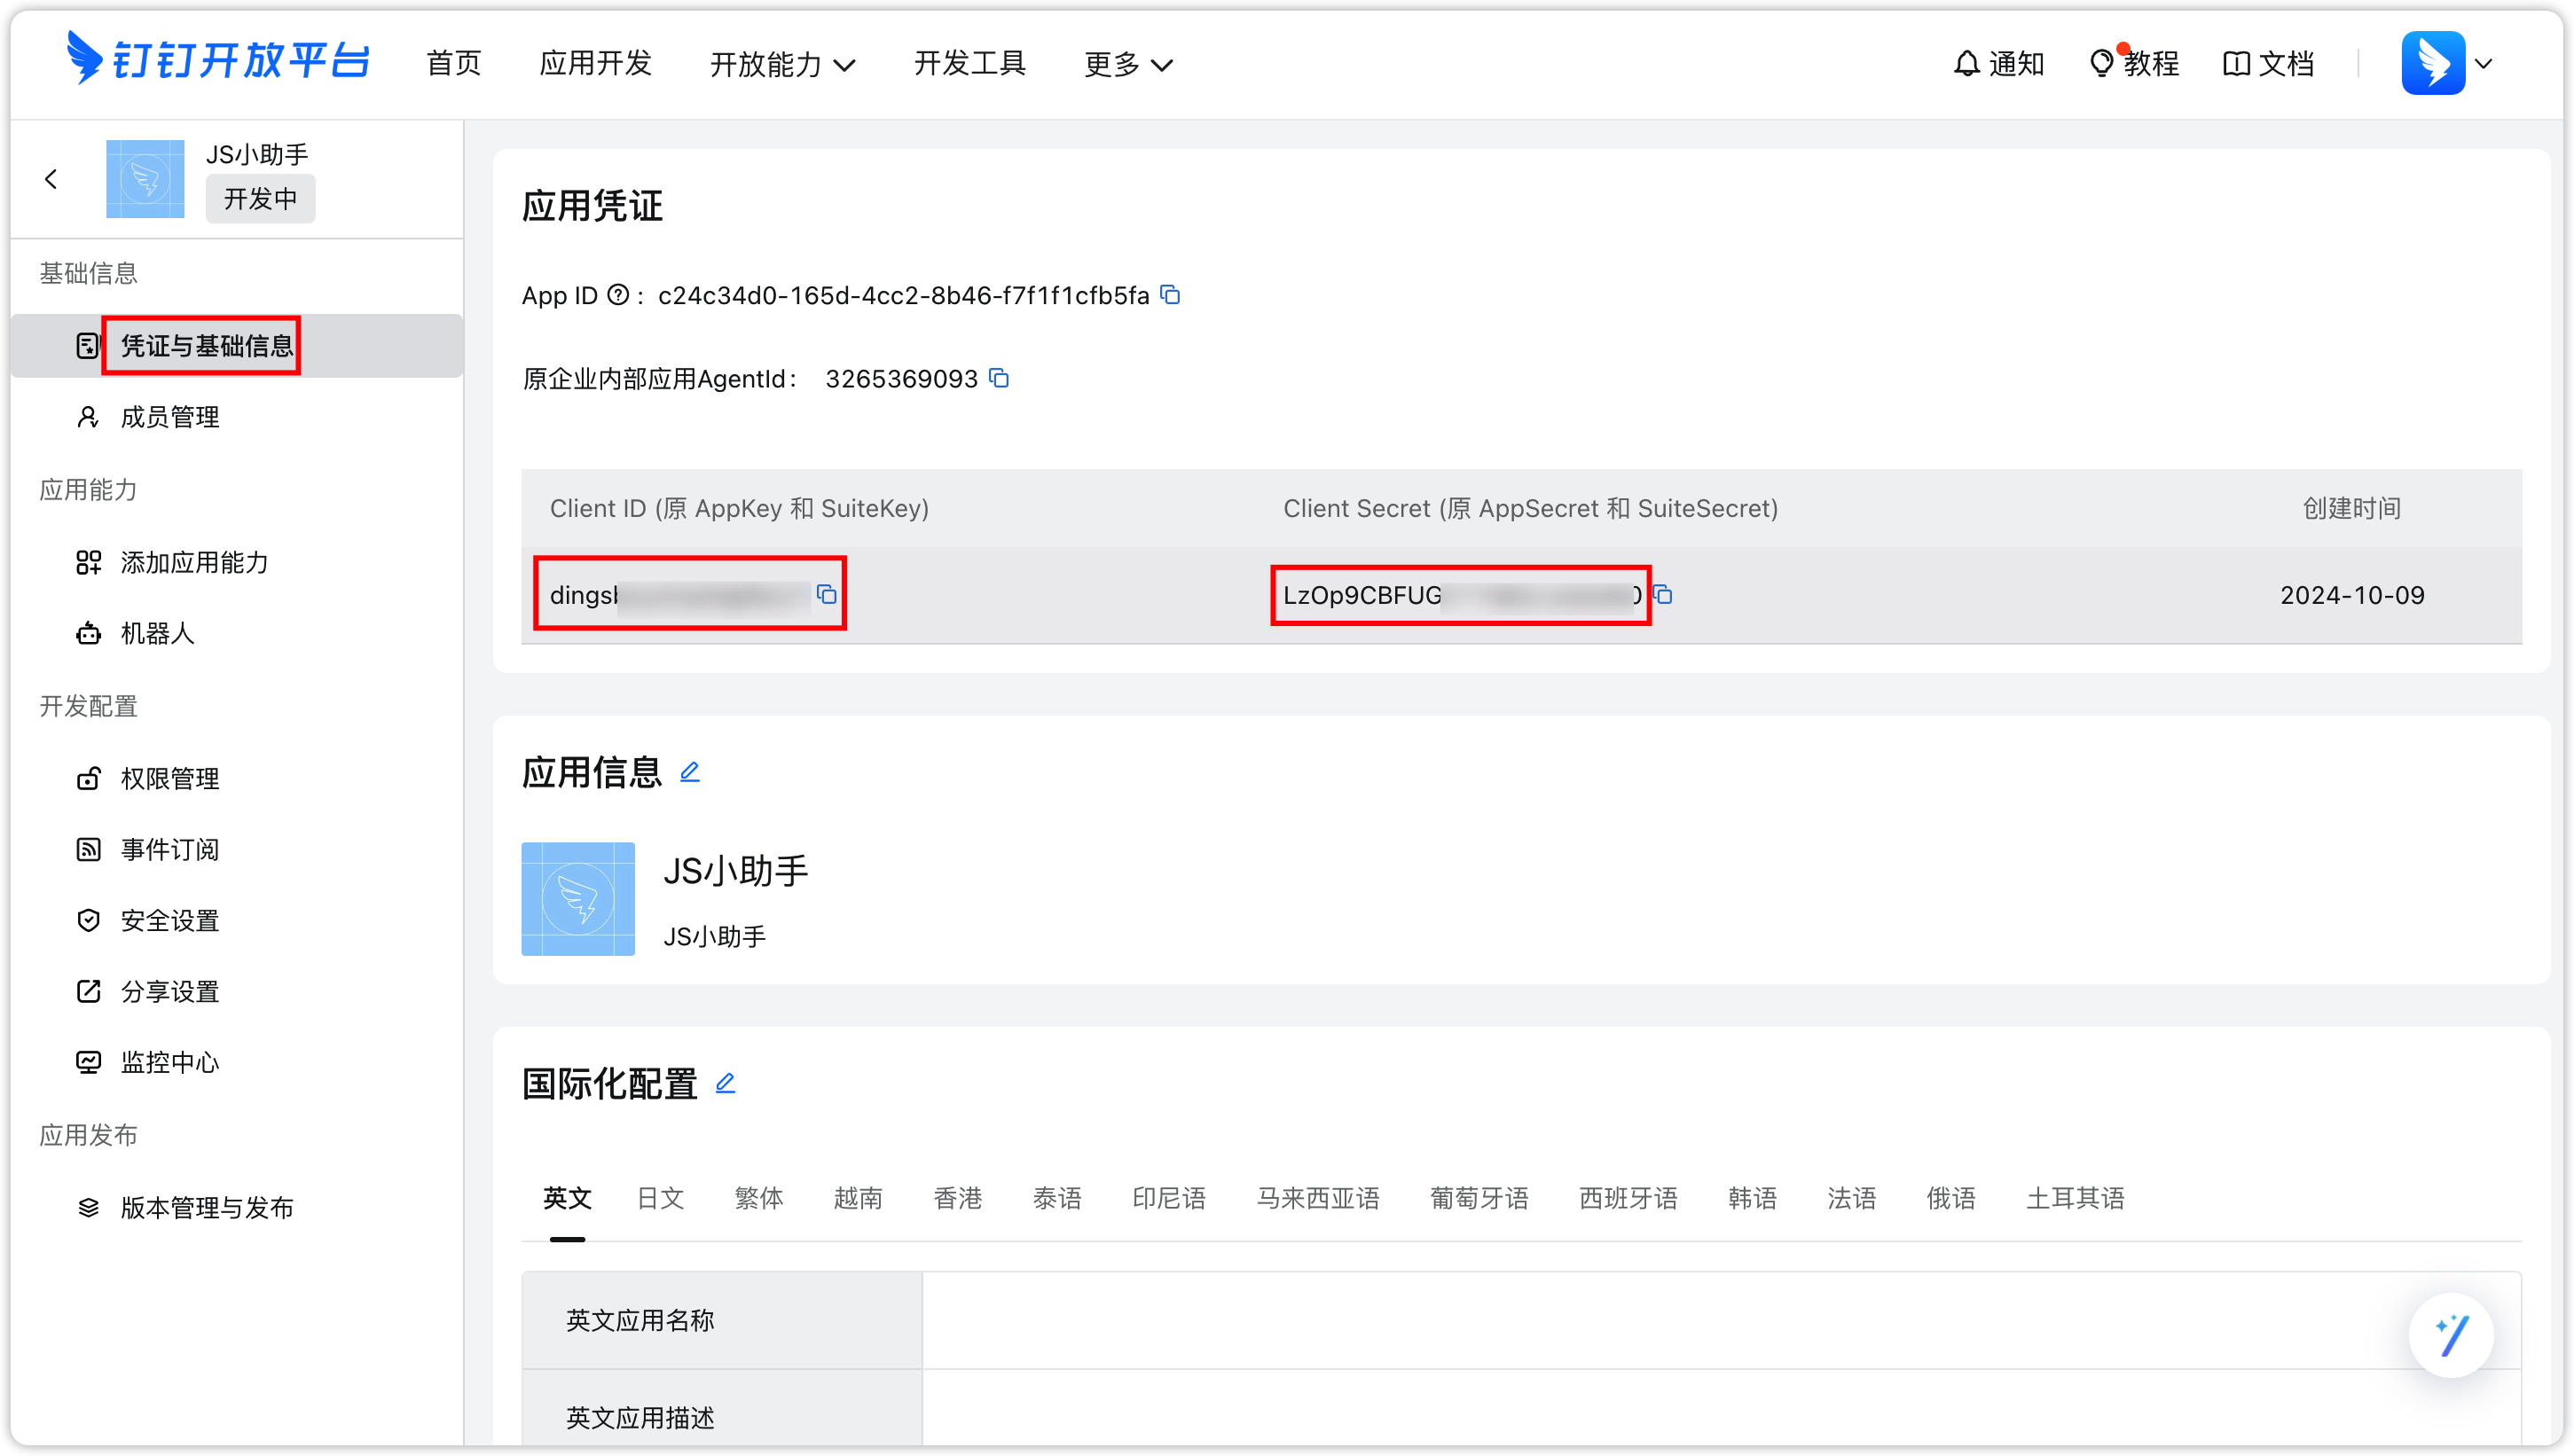 钉钉开放平台 首页 应用开发 开放能力 开发工具 更多 通知 教程 文档
JS小助手
开发中
基础信息
凭证与基础信息
成员管理
应用能力
添加应用能力
机器人
开发配置
权限管理
事件订阅
安全设置
分享设置
监控中心
应用发布
版本管理与发布
应用凭证
App ID : c24c34d0-165d-4cc2-8b46-f7f1f1cfb5fa
原企业内部应用AgentId： 3265369093
Client ID (原 AppKey 和 SuiteKey) Client Secret (原 AppSecret 和 SuiteSecret) 创建时间
dings LzOp9CBFUG 2024-10-09
应用信息
JS小助手
JS小助手
国际化配置
英文 日文 繁体 越南 香港 泰语 印尼语 马来西亚语 葡萄牙语 西班牙语 韩语 法语 俄语 土耳其语
英文应用名称
英文应用描述